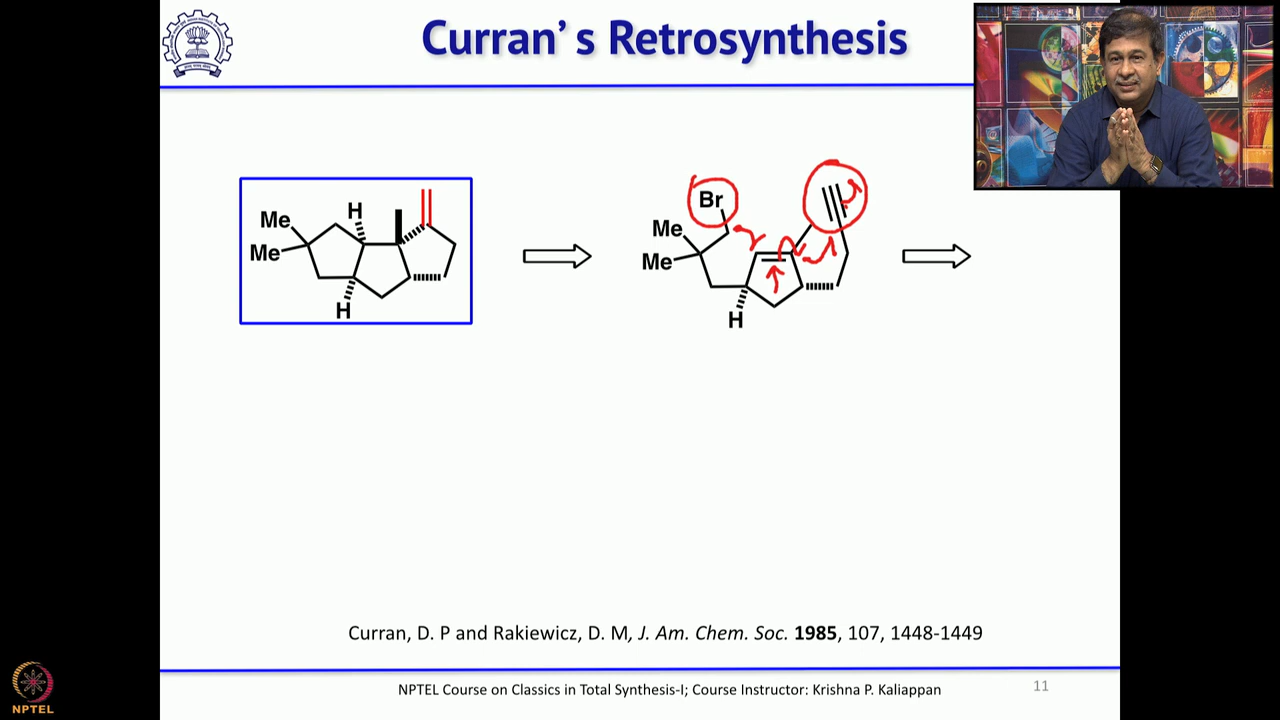 Curran's Retrosynthesis
Me
Me
H
H
Br
Me
Me
H
Curran, D. P and Rakiewicz, D. M, J. Am. Chem. Soc. 1985, 107, 1448-1449
NPTEL Course on Classics in Total Synthesis-I; Course Instructor: Krishna P. Kaliappan
11
NPTEL